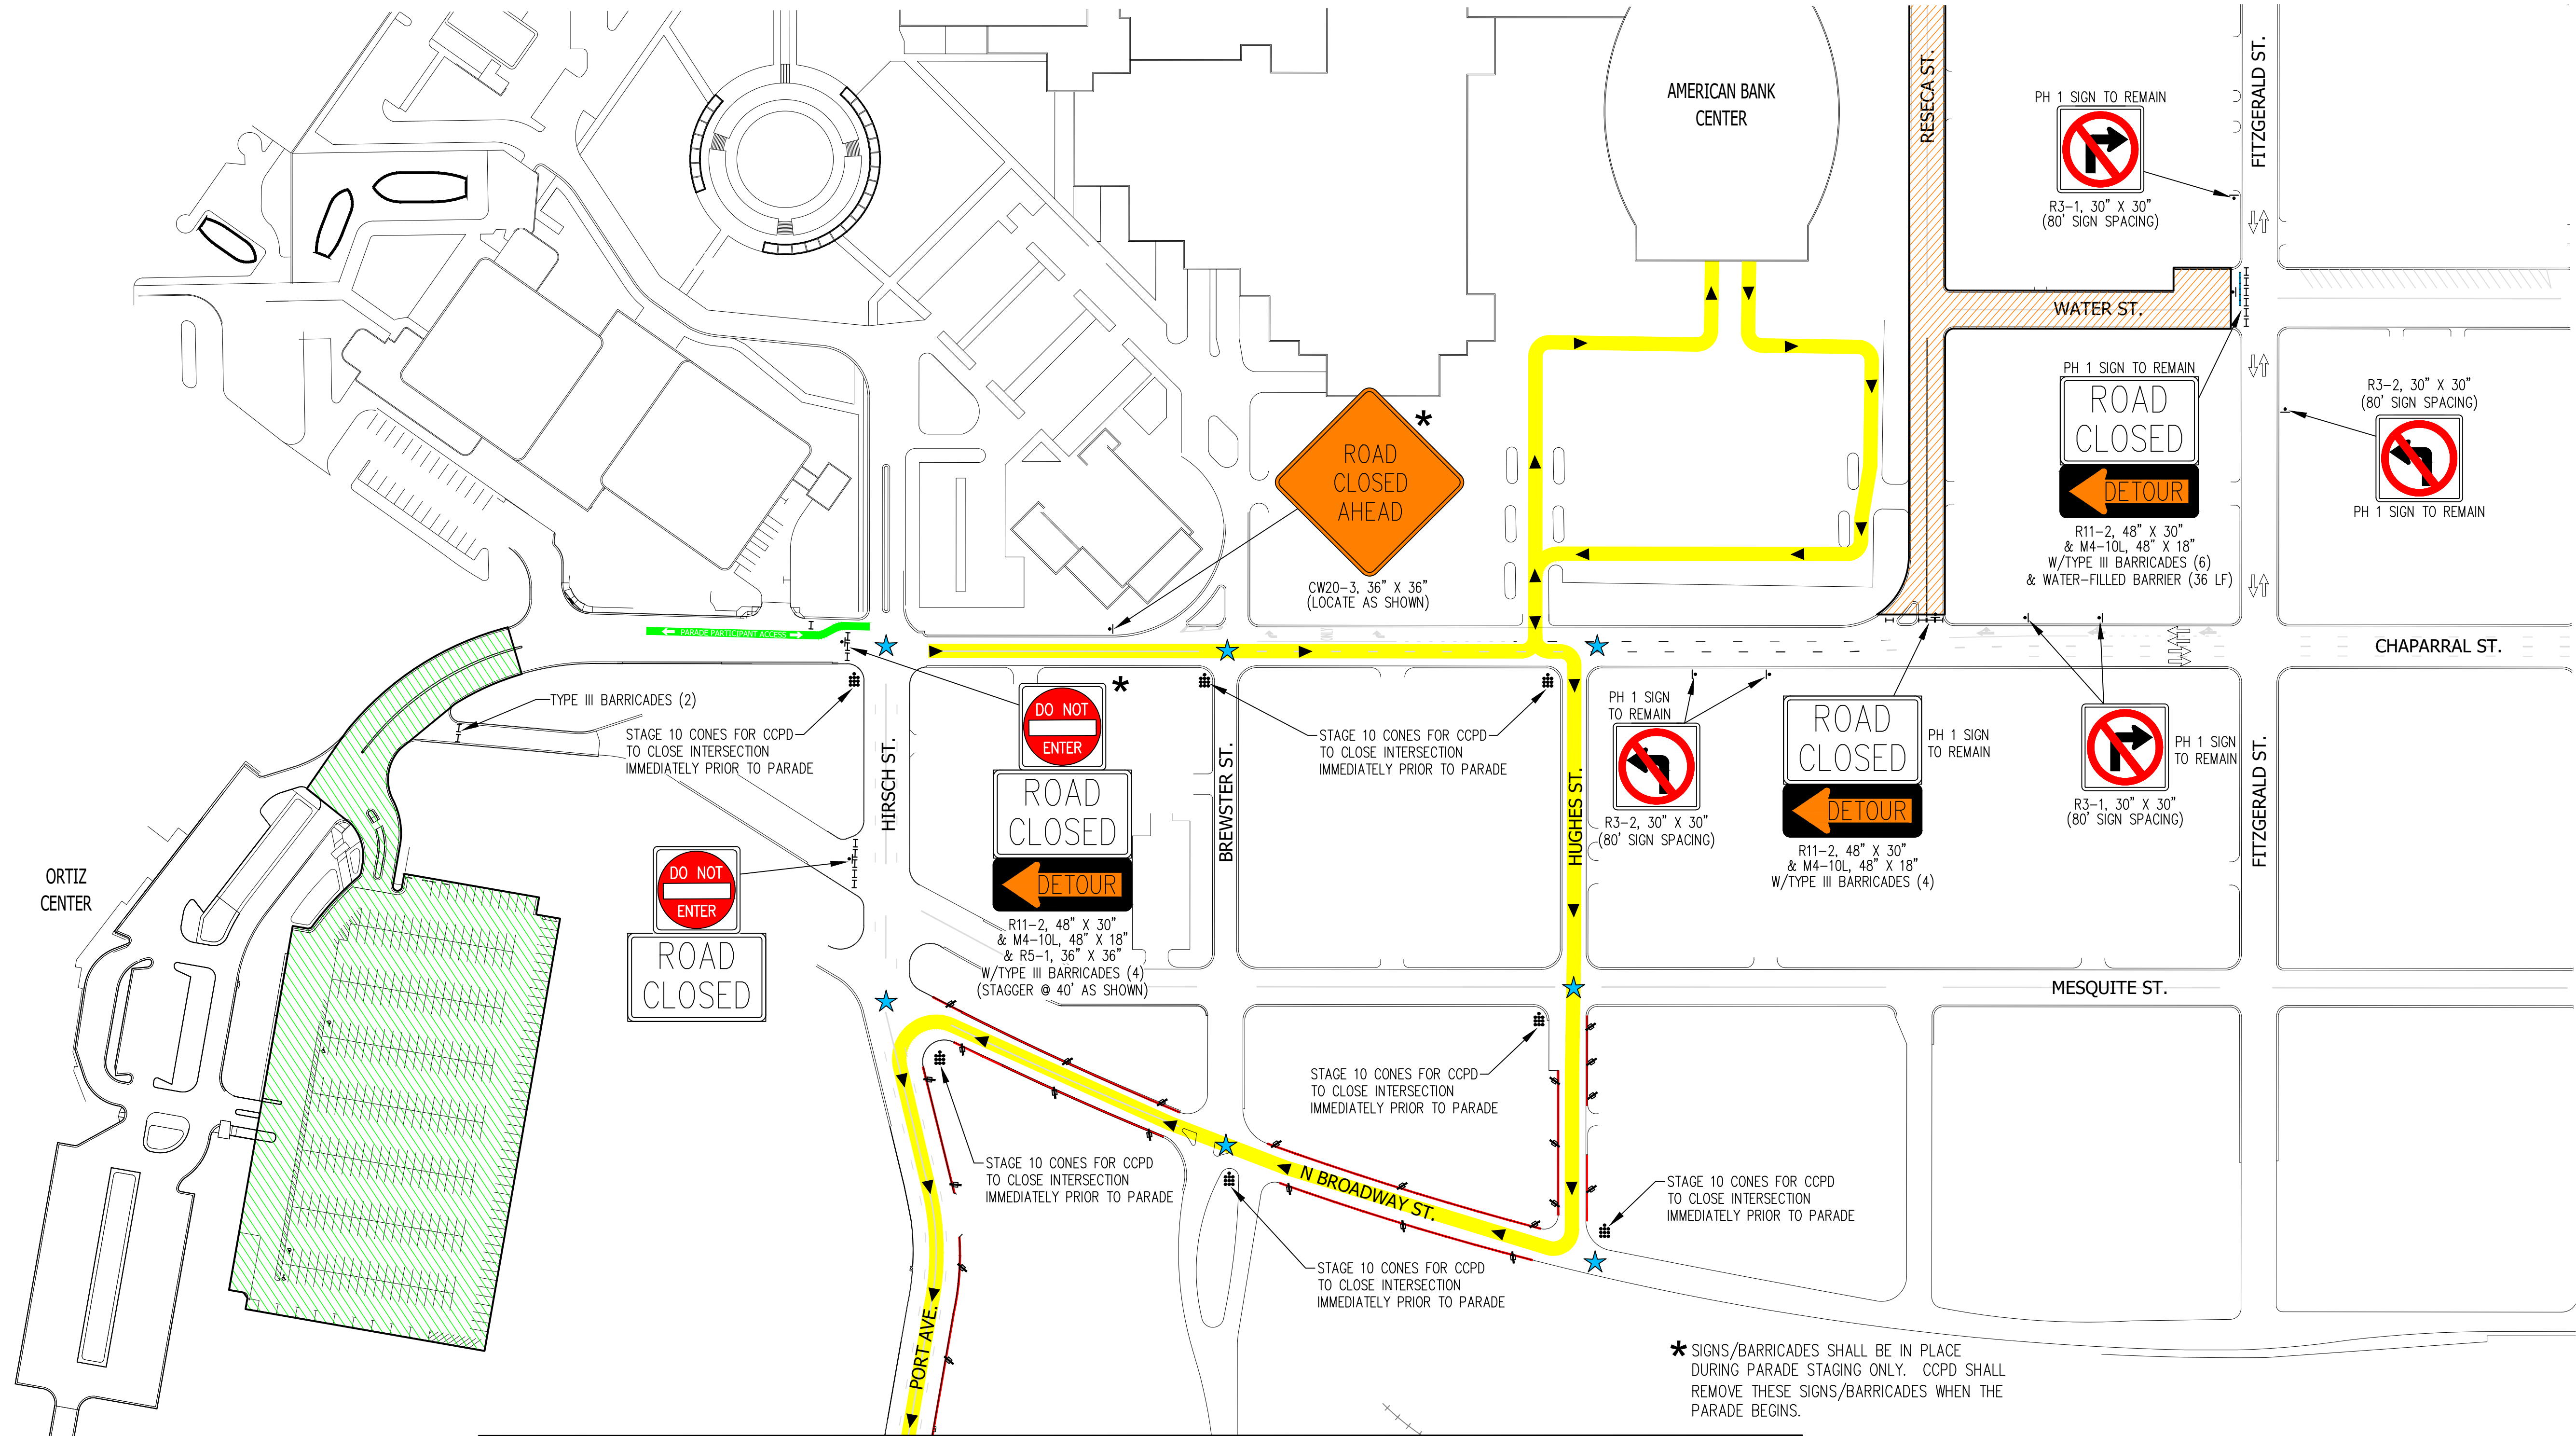 AMERICAN BANK
CENTER
RESECA ST.
FITZGERALD ST.
PH 1 SIGN TO REMAIN
R3-1, 30" X 30"
(80' SIGN SPACING)
WATER ST.
PH 1 SIGN TO REMAIN
ROAD
CLOSED
DETOUR
R11-2, 48" X 30"
& M4-10L, 48" X 18"
W/TYPE III BARRICADES (6)
& WATER-FILLED BARRIER (36 LF)
R3-2, 30" X 30"
(80' SIGN SPACING)
PH 1 SIGN TO REMAIN
*
ROAD
CLOSED
AHEAD
CW20-3, 36" X 36"
(LOCATE AS SHOWN)
PARADE PARTICIPANT ACCESS
CHAPARRAL ST.
TYPE III BARRICADES (2)
STAGE 10 CONES FOR CCPD
TO CLOSE INTERSECTION
IMMEDIATELY PRIOR TO PARADE
HIRSCH ST.
*
DO NOT
ENTER
ROAD
CLOSED
DETOUR
R11-2, 48" X 30"
& M4-10L, 48" X 18"
& R5-1, 36" X 36"
W/TYPE III BARRICADES (4)
(STAGGER @ 40' AS SHOWN)
BREWSTER ST.
STAGE 10 CONES FOR CCPD
TO CLOSE INTERSECTION
IMMEDIATELY PRIOR TO PARADE
HUGHES ST.
PH 1 SIGN
TO REMAIN
R3-2, 30" X 30"
(80' SIGN SPACING)
ROAD
CLOSED
DETOUR
PH 1 SIGN
TO REMAIN
R11-2, 48" X 30"
& M4-10L, 48" X 18"
W/TYPE III BARRICADES (4)
PH 1 SIGN
TO REMAIN
R3-1, 30" X 30"
(80' SIGN SPACING)
FITZGERALD ST.
ORTIZ
CENTER
DO NOT
ENTER
ROAD
CLOSED
MESQUITE ST.
STAGE 10 CONES FOR CCPD
TO CLOSE INTERSECTION
IMMEDIATELY PRIOR TO PARADE
STAGE 10 CONES FOR CCPD
TO CLOSE INTERSECTION
IMMEDIATELY PRIOR TO PARADE
N BROADWAY ST.
STAGE 10 CONES FOR CCPD
TO CLOSE INTERSECTION
IMMEDIATELY PRIOR TO PARADE
STAGE 10 CONES FOR CCPD
TO CLOSE INTERSECTION
IMMEDIATELY PRIOR TO PARADE
PORT AVE.
* SIGNS/BARRICADES SHALL BE IN PLACE
DURING PARADE STAGING ONLY. CCPD SHALL
REMOVE THESE SIGNS/BARRICADES WHEN THE
PARADE BEGINS.